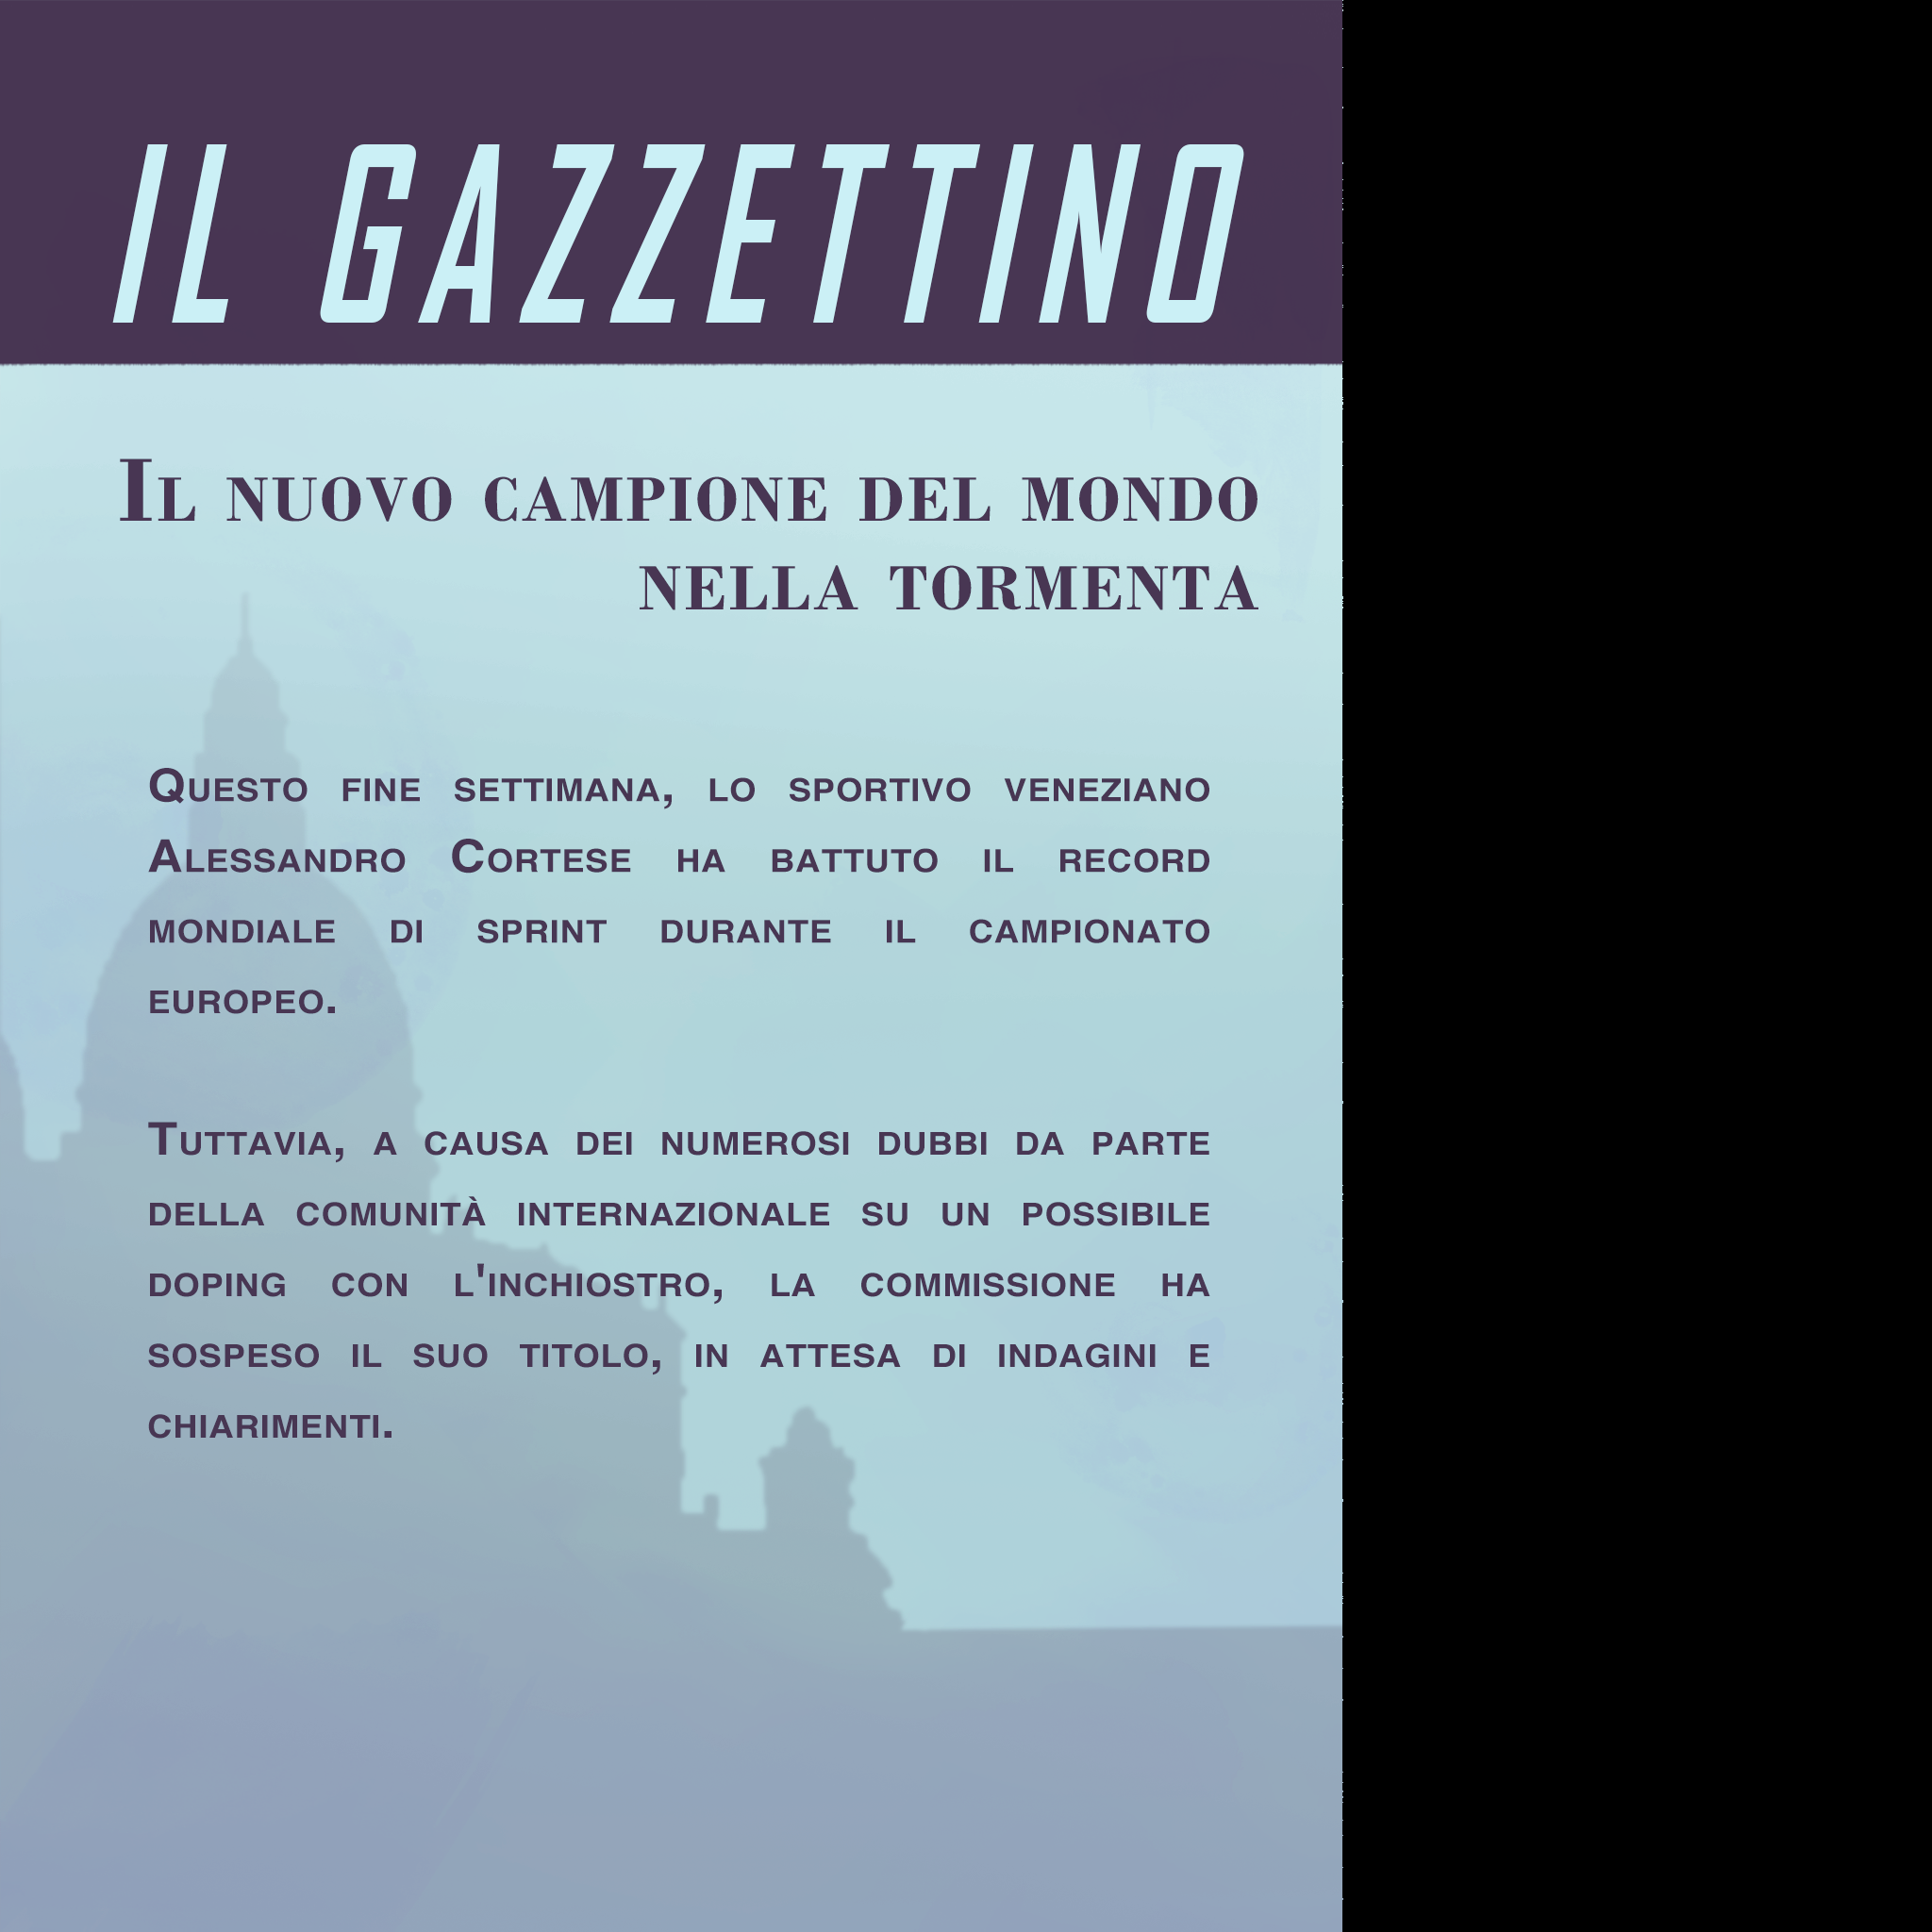 IL GAZZETTINO
Il nuovo campione del mondo
nella tormenta
Questo fine settimana, lo sportivo veneziano
Alessandro Cortese ha battuto il record
mondiale di sprint durante il campionato
europeo.
Tuttavia, a causa dei numerosi dubbi da parte
della comunità internazionale su un possibile
doping con l'inchiostro, la commissione ha
sospeso il suo titolo, in attesa di indagini e
chiarimenti.